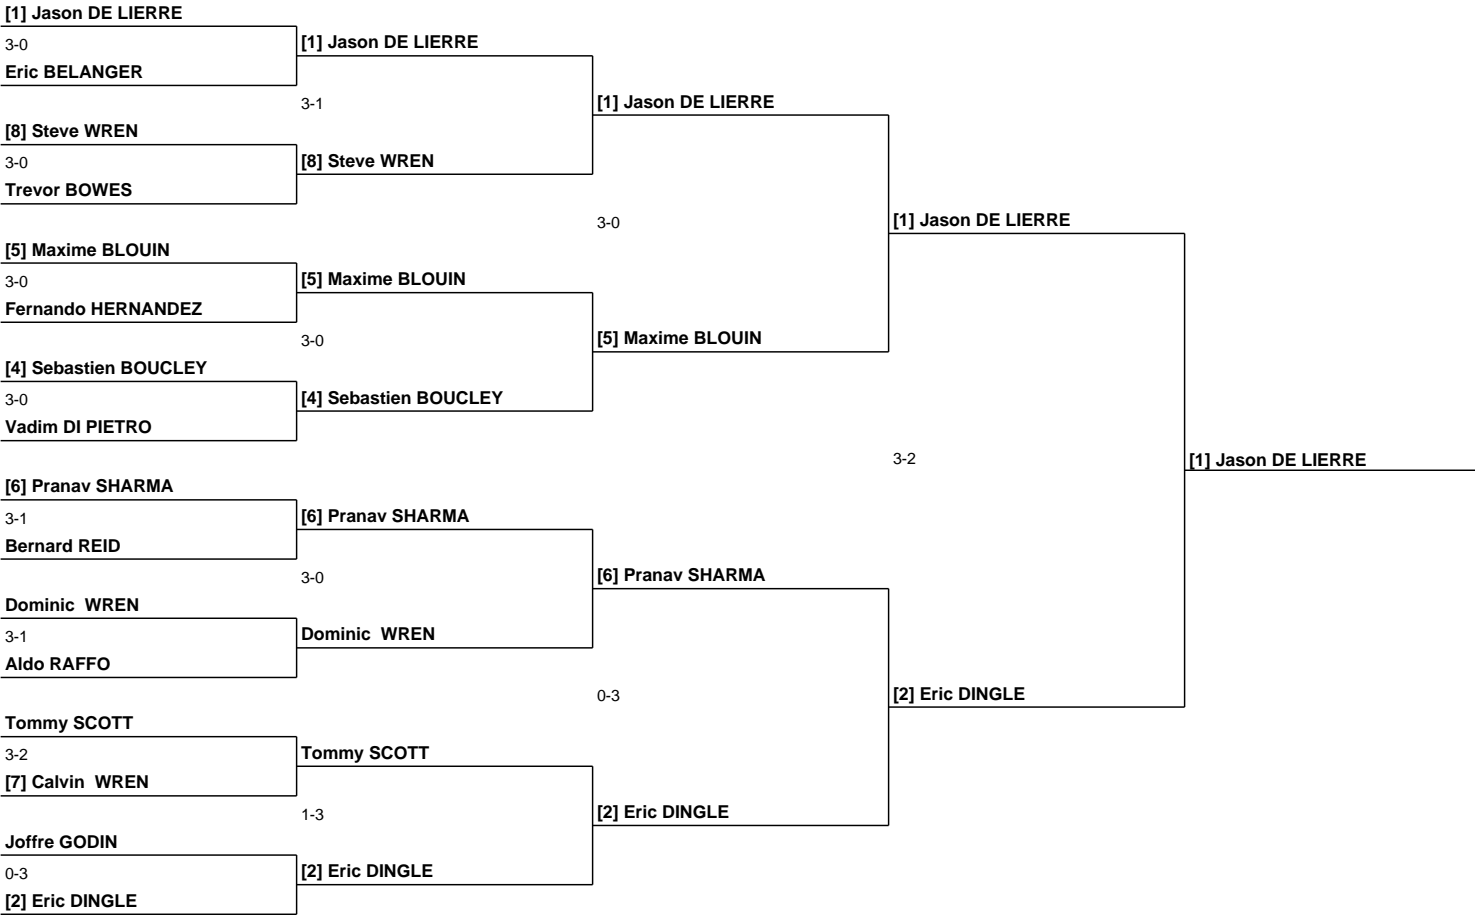 [1] Jason DE LIERRE
3-0
[1] Jason DE LIERRE
Eric BELANGER
3-1
[1] Jason DE LIERRE
[8] Steve WREN
3-0
[8] Steve WREN
Trevor BOWES
3-0
[1] Jason DE LIERRE
[5] Maxime BLOUIN
3-0
[5] Maxime BLOUIN
Fernando HERNANDEZ
3-0
[5] Maxime BLOUIN
[4] Sebastien BOUCLEY
3-0
[4] Sebastien BOUCLEY
Vadim DI PIETRO
3-2
[1] Jason DE LIERRE
[6] Pranav SHARMA
3-1
[6] Pranav SHARMA
Bernard REID
3-0
[6] Pranav SHARMA
Dominic  WREN
3-1
Dominic  WREN
Aldo RAFFO
0-3
[2] Eric DINGLE
Tommy SCOTT
3-2
Tommy SCOTT
[7] Calvin  WREN
1-3
[2] Eric DINGLE
Joffre GODIN
0-3
[2] Eric DINGLE
[2] Eric DINGLE